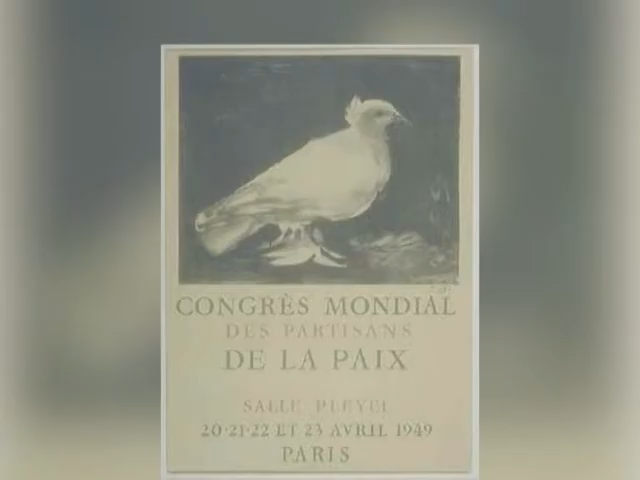 CONGRÈS MONDIAL
DES PARTISANS
DE LA PAIX
SALLE PLEYEL
20·21·22 ET 23 AVRIL 1949
PARIS